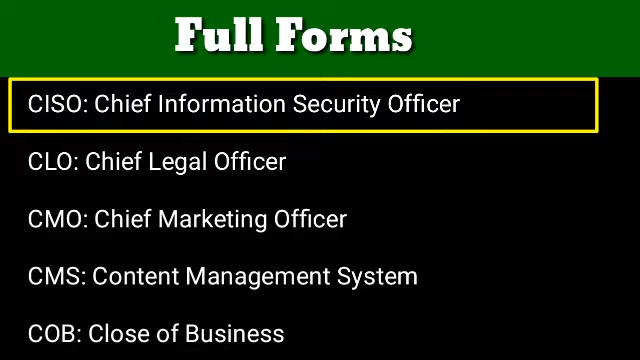 Full Forms
CISO: Chief Information Security Officer
CLO: Chief Legal Officer
CMO: Chief Marketing Officer
CMS: Content Management System
COB: Close of Business